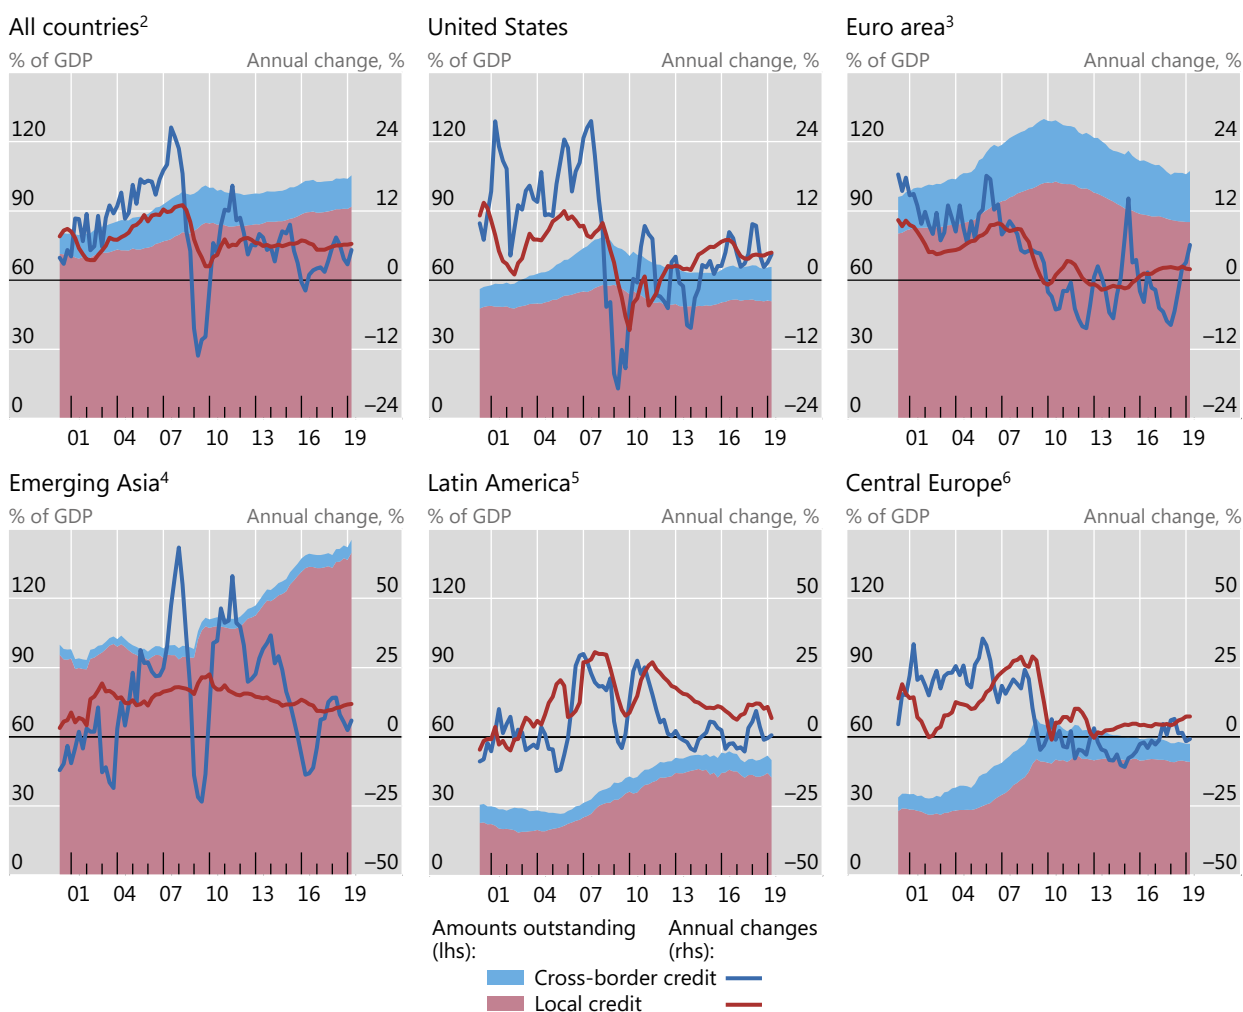 All countries2
United States
Euro area3
% of GDP Annual change, %
% of GDP Annual change, %
% of GDP Annual change, %
120 24
120 24
120 24
90 12
90 12
90 12
60 0
60 0
60 0
30 –12
30 –12
30 –12
0 –24
0 –24
0 –24
01 04 07 10 13 16 19
01 04 07 10 13 16 19
01 04 07 10 13 16 19
Emerging Asia4
Latin America5
Central Europe6
% of GDP Annual change, %
% of GDP Annual change, %
% of GDP Annual change, %
120 50
120 50
120 50
90 25
90 25
90 25
60 0
60 0
60 0
30 –25
30 –25
30 –25
0 –50
0 –50
0 –50
01 04 07 10 13 16 19
01 04 07 10 13 16 19
01 04 07 10 13 16 19
Amounts outstanding
(lhs):
Annual changes
(rhs):
Cross-border credit
Local credit